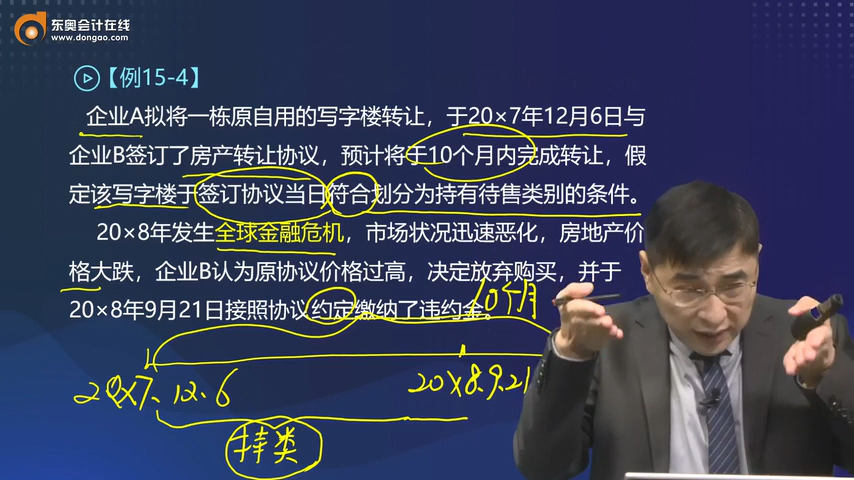 东奥会计在线
www.dongao.com
【例15-4】
企业A拟将一栋原自用的写字楼转让，于20×7年12月6日与
企业B签订了房产转让协议，预计将于10个月内完成转让，假
定该写字楼于签订协议当日符合划分为持有待售类别的条件。
20×8年发生全球金融危机，市场状况迅速恶化，房地产价
格大跌，企业B认为原协议价格过高，决定放弃购买，并于
20×8年9月21日按照协议约定缴纳了违约金。
10个月
20×7.12.6
20×8.9.21
持类